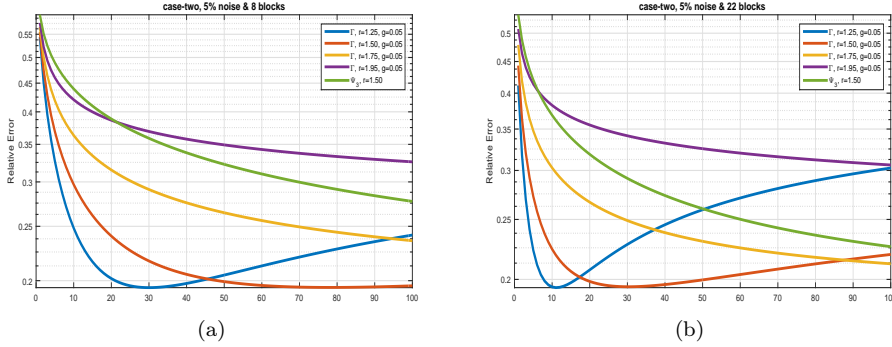 case-two, 5% noise & 8 blocks
Γ, r=1.25, g=0.05
Γ, r=1.50, g=0.05
Γ, r=1.75, g=0.05
Γ, r=1.95, g=0.05
Ψ3, r=1.50
Relative Error
0.55
0.5
0.45
0.4
0.35
0.3
0.25
0.2
0 10 20 30 40 50 60 70 80 90 100
(a)
case-two, 5% noise & 22 blocks
Γ, r=1.25, g=0.05
Γ, r=1.50, g=0.05
Γ, r=1.75, g=0.05
Γ, r=1.95, g=0.05
Ψ3, r=1.50
Relative Error
0.5
0.45
0.4
0.35
0.3
0.25
0.2
0 10 20 30 40 50 60 70 80 90 100
(b)